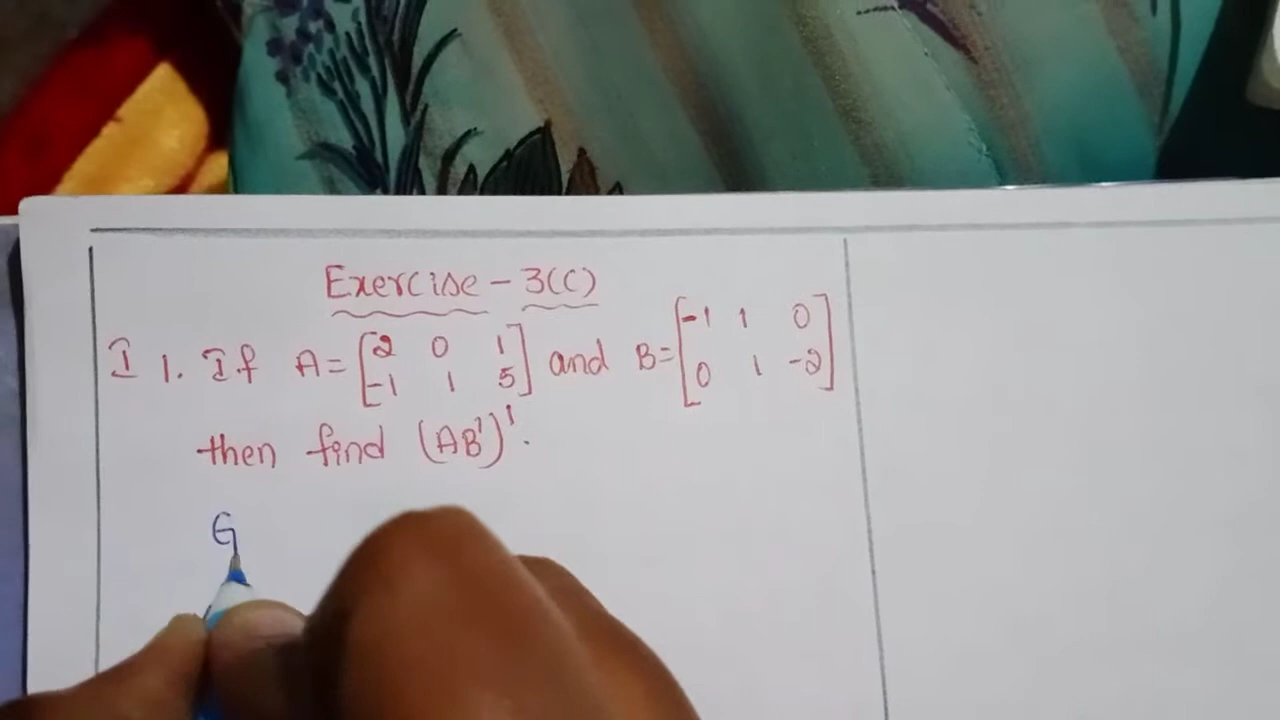 Exercise - 3(C)
I 1. If A = [2 0 1 and B = [-1 1 0
-1 1 5] 0 1 -2]
then find (AB')'.
G